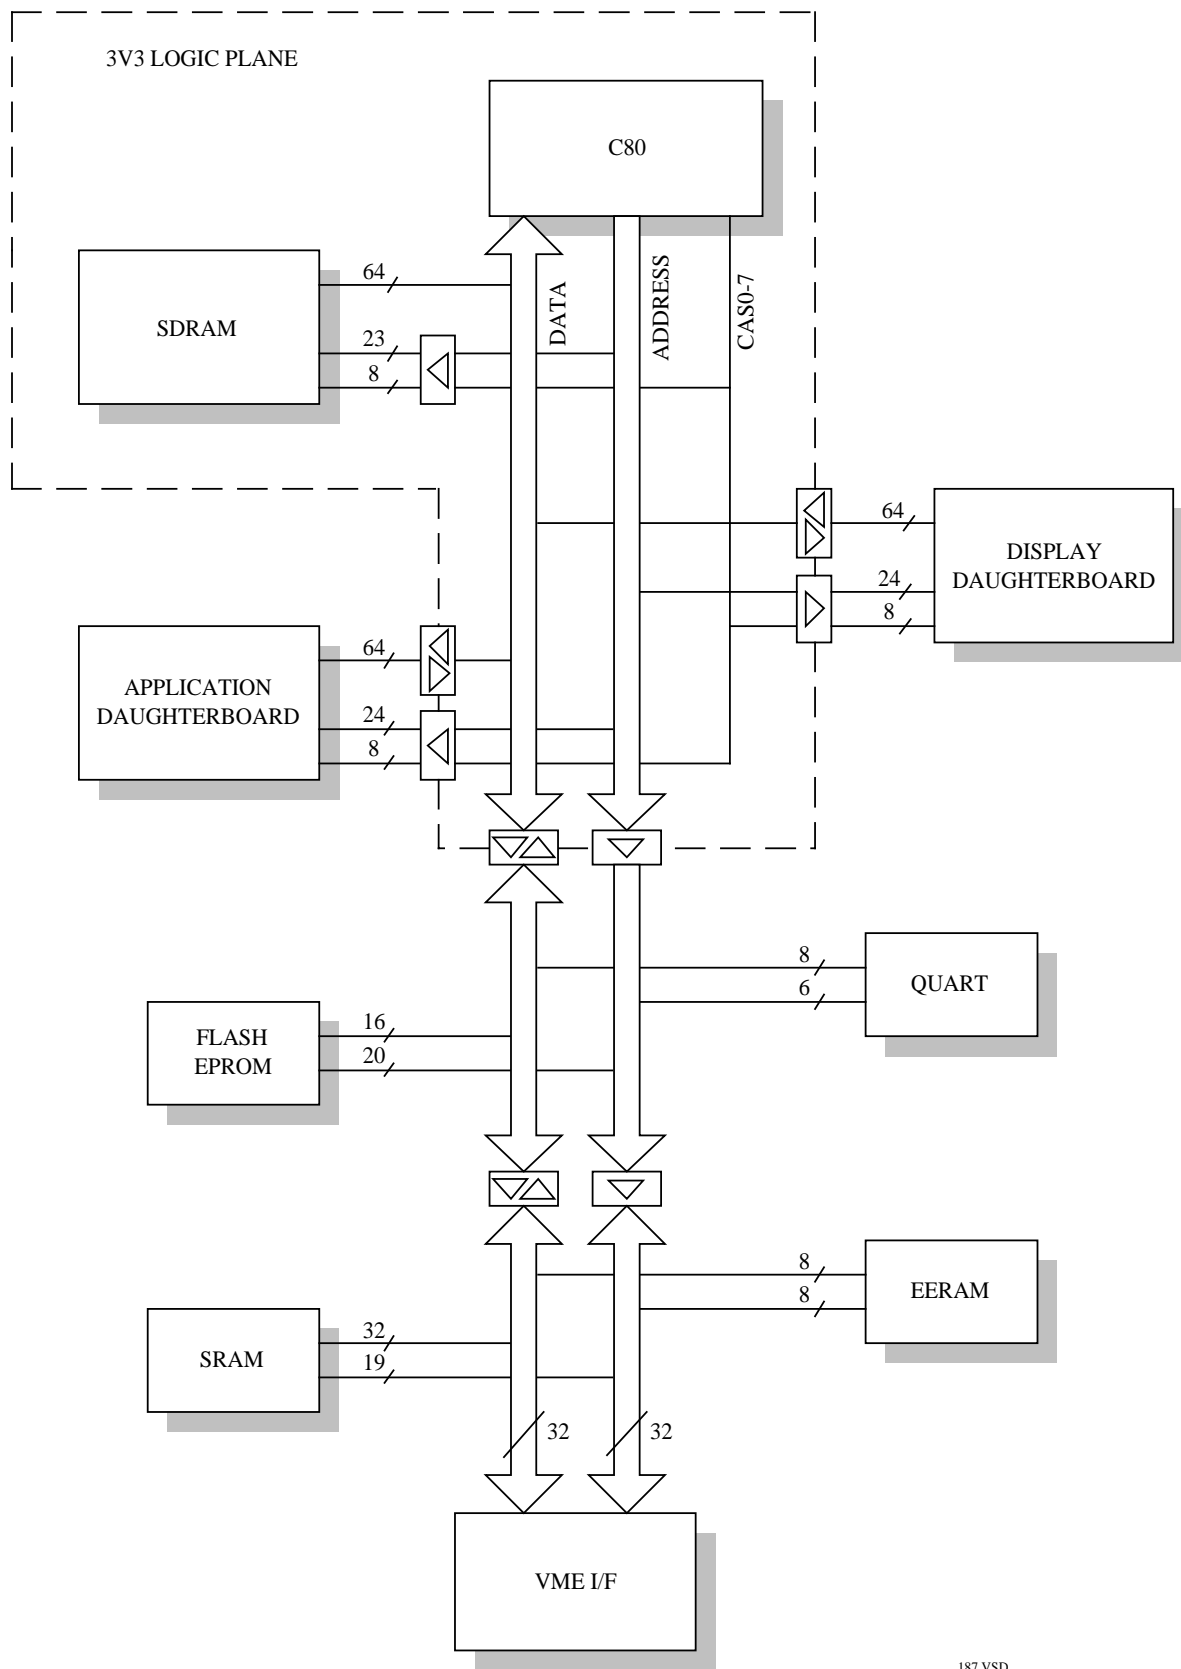 3V3 LOGIC PLANE
C80
DATA
ADDRESS
CAS0-7
64
SDRAM
23
8
64
DISPLAY
24
DAUGHTERBOARD
8
64
APPLICATION
DAUGHTERBOARD
24
8
8
QUART
6
16
FLASH
20
EPROM
8
EERAM
8
32
SRAM
19
32
32
VME I/F
187.VSD